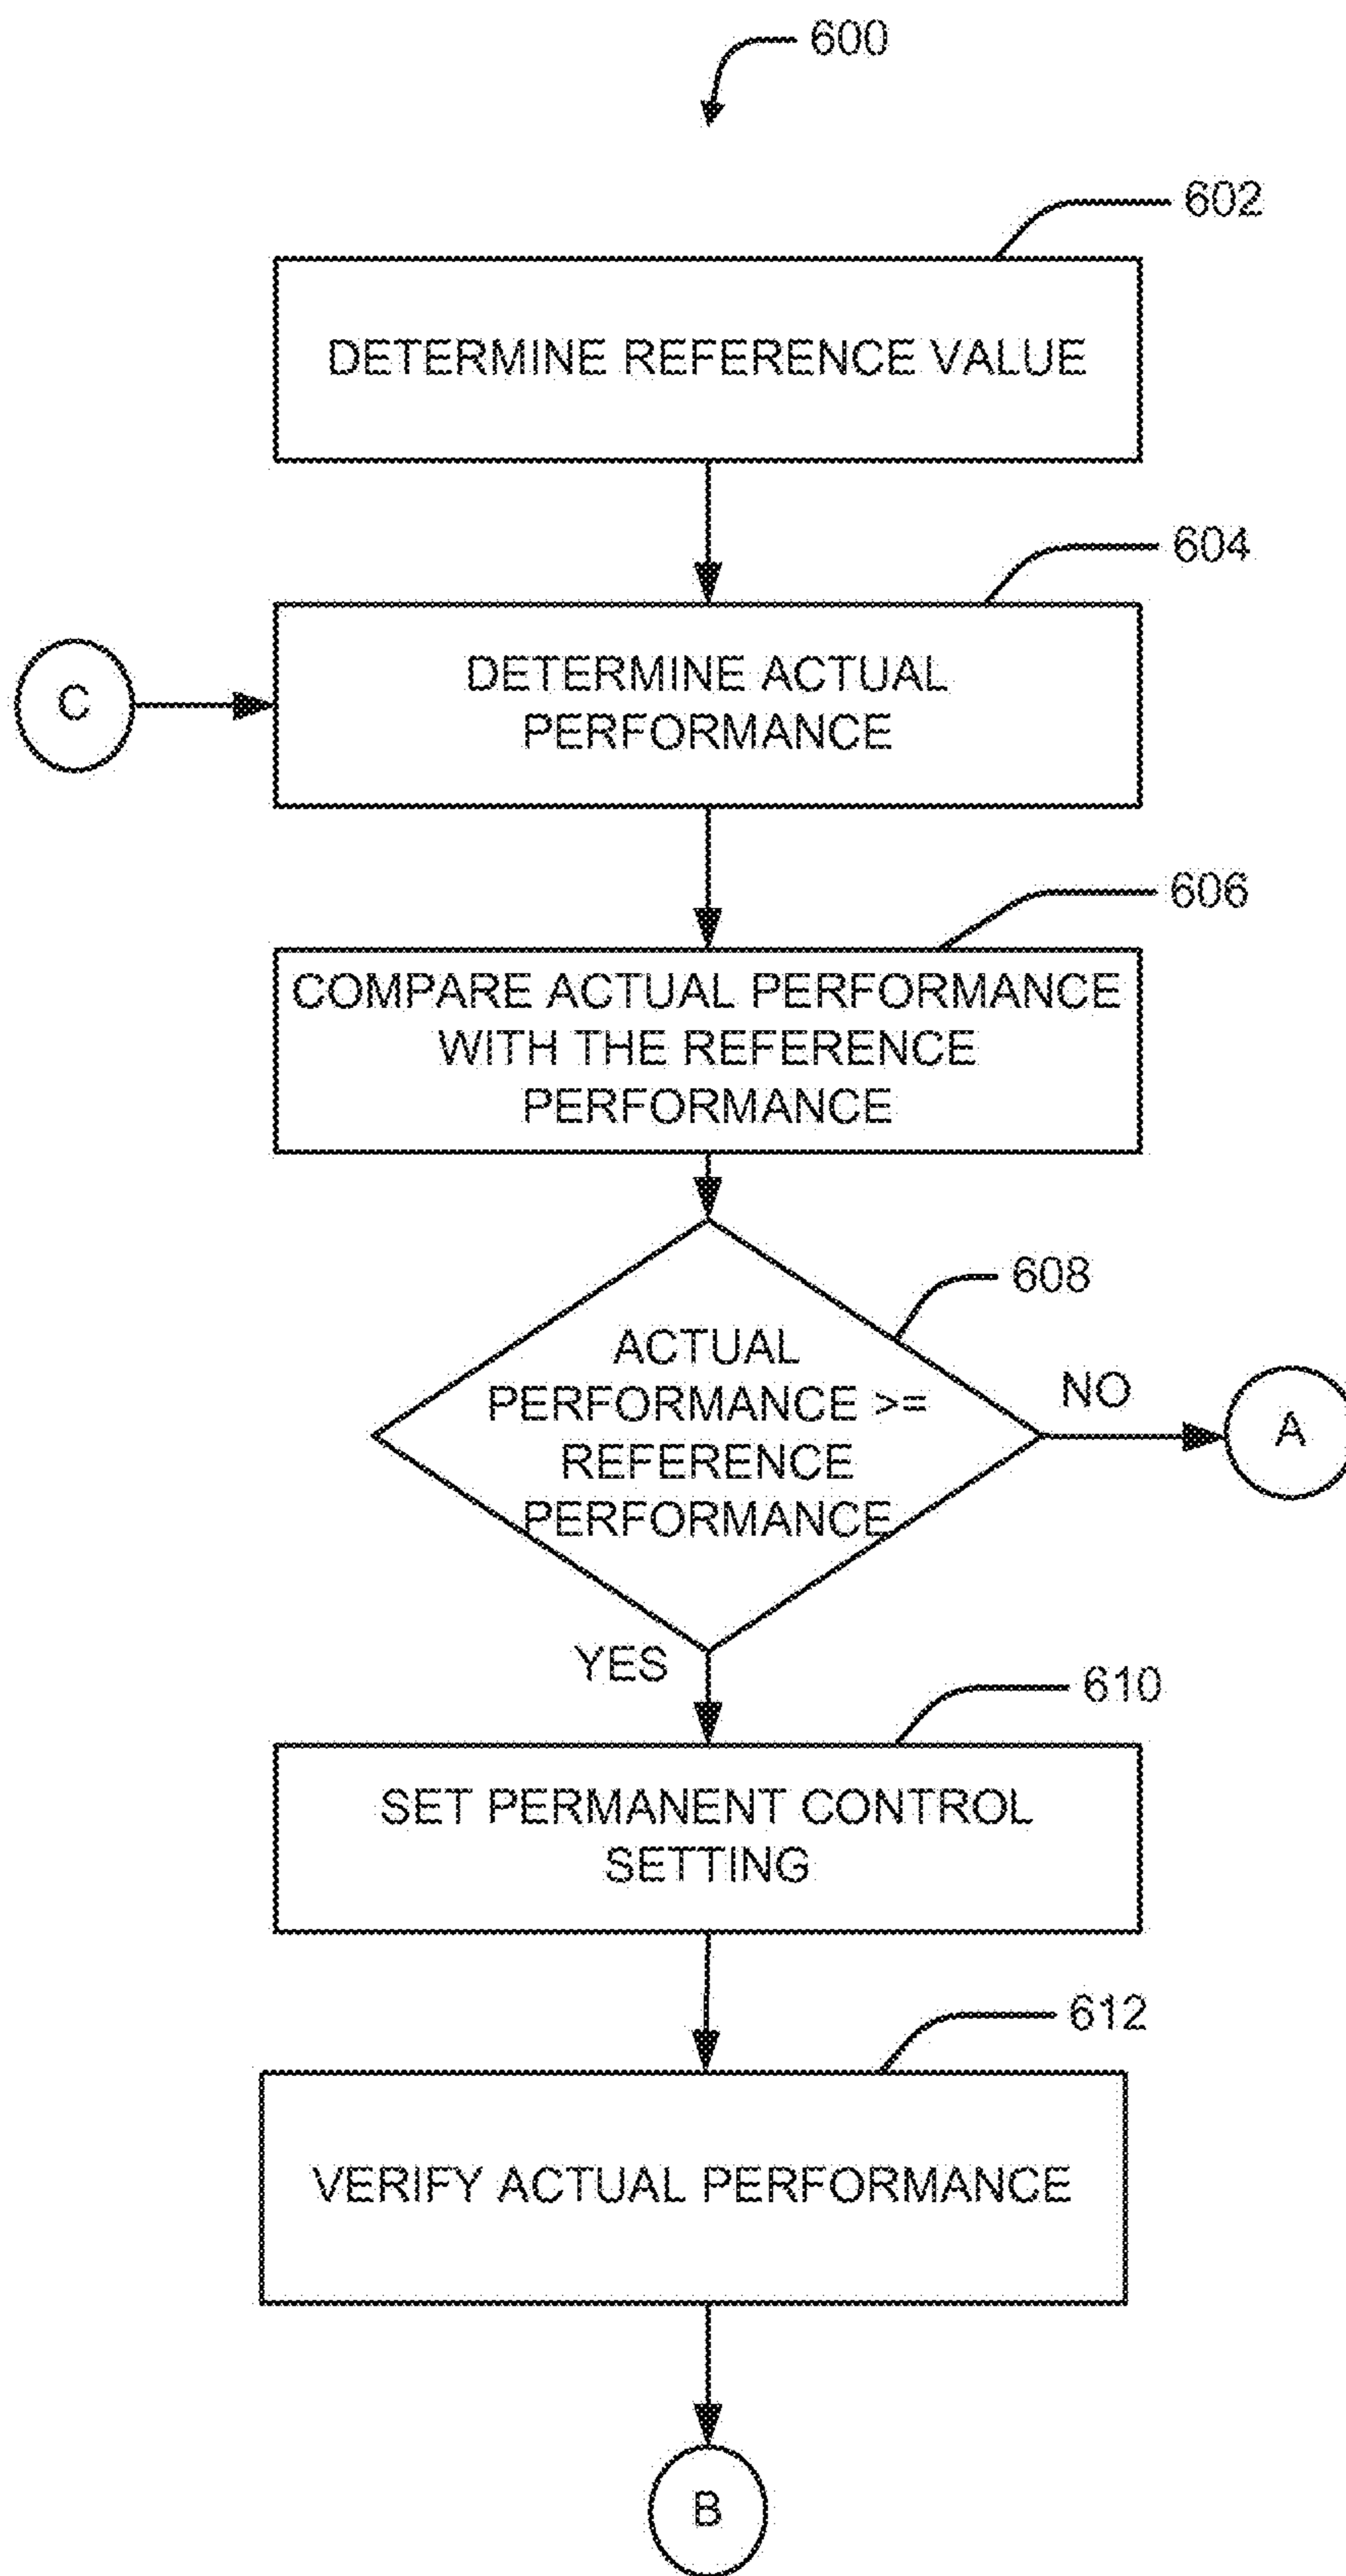 600
602
DETERMINE REFERENCE VALUE
604
C
DETERMINE ACTUAL
PERFORMANCE
606
COMPARE ACTUAL PERFORMANCE
WITH THE REFERENCE
PERFORMANCE
608
ACTUAL
PERFORMANCE >=
REFERENCE
PERFORMANCE
NO
A
YES
610
SET PERMANENT CONTROL
SETTING
612
VERIFY ACTUAL PERFORMANCE
B